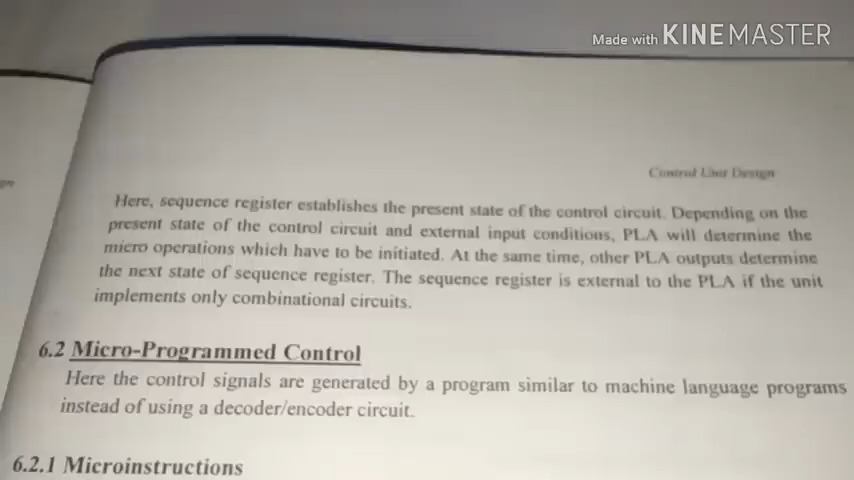 Made with KINEMASTER
Control Unit Design
Here, sequence register establishes the present state of the control circuit. Depending on the
present state of the control circuit and external input conditions, PLA will determine the
micro operations which have to be initiated. At the same time, other PLA outputs determine
the next state of sequence register. The sequence register is external to the PLA if the unit
implements only combinational circuits.
6.2 Micro-Programmed Control
Here the control signals are generated by a program similar to machine language programs
instead of using a decoder/encoder circuit.
6.2.1 Microinstructions